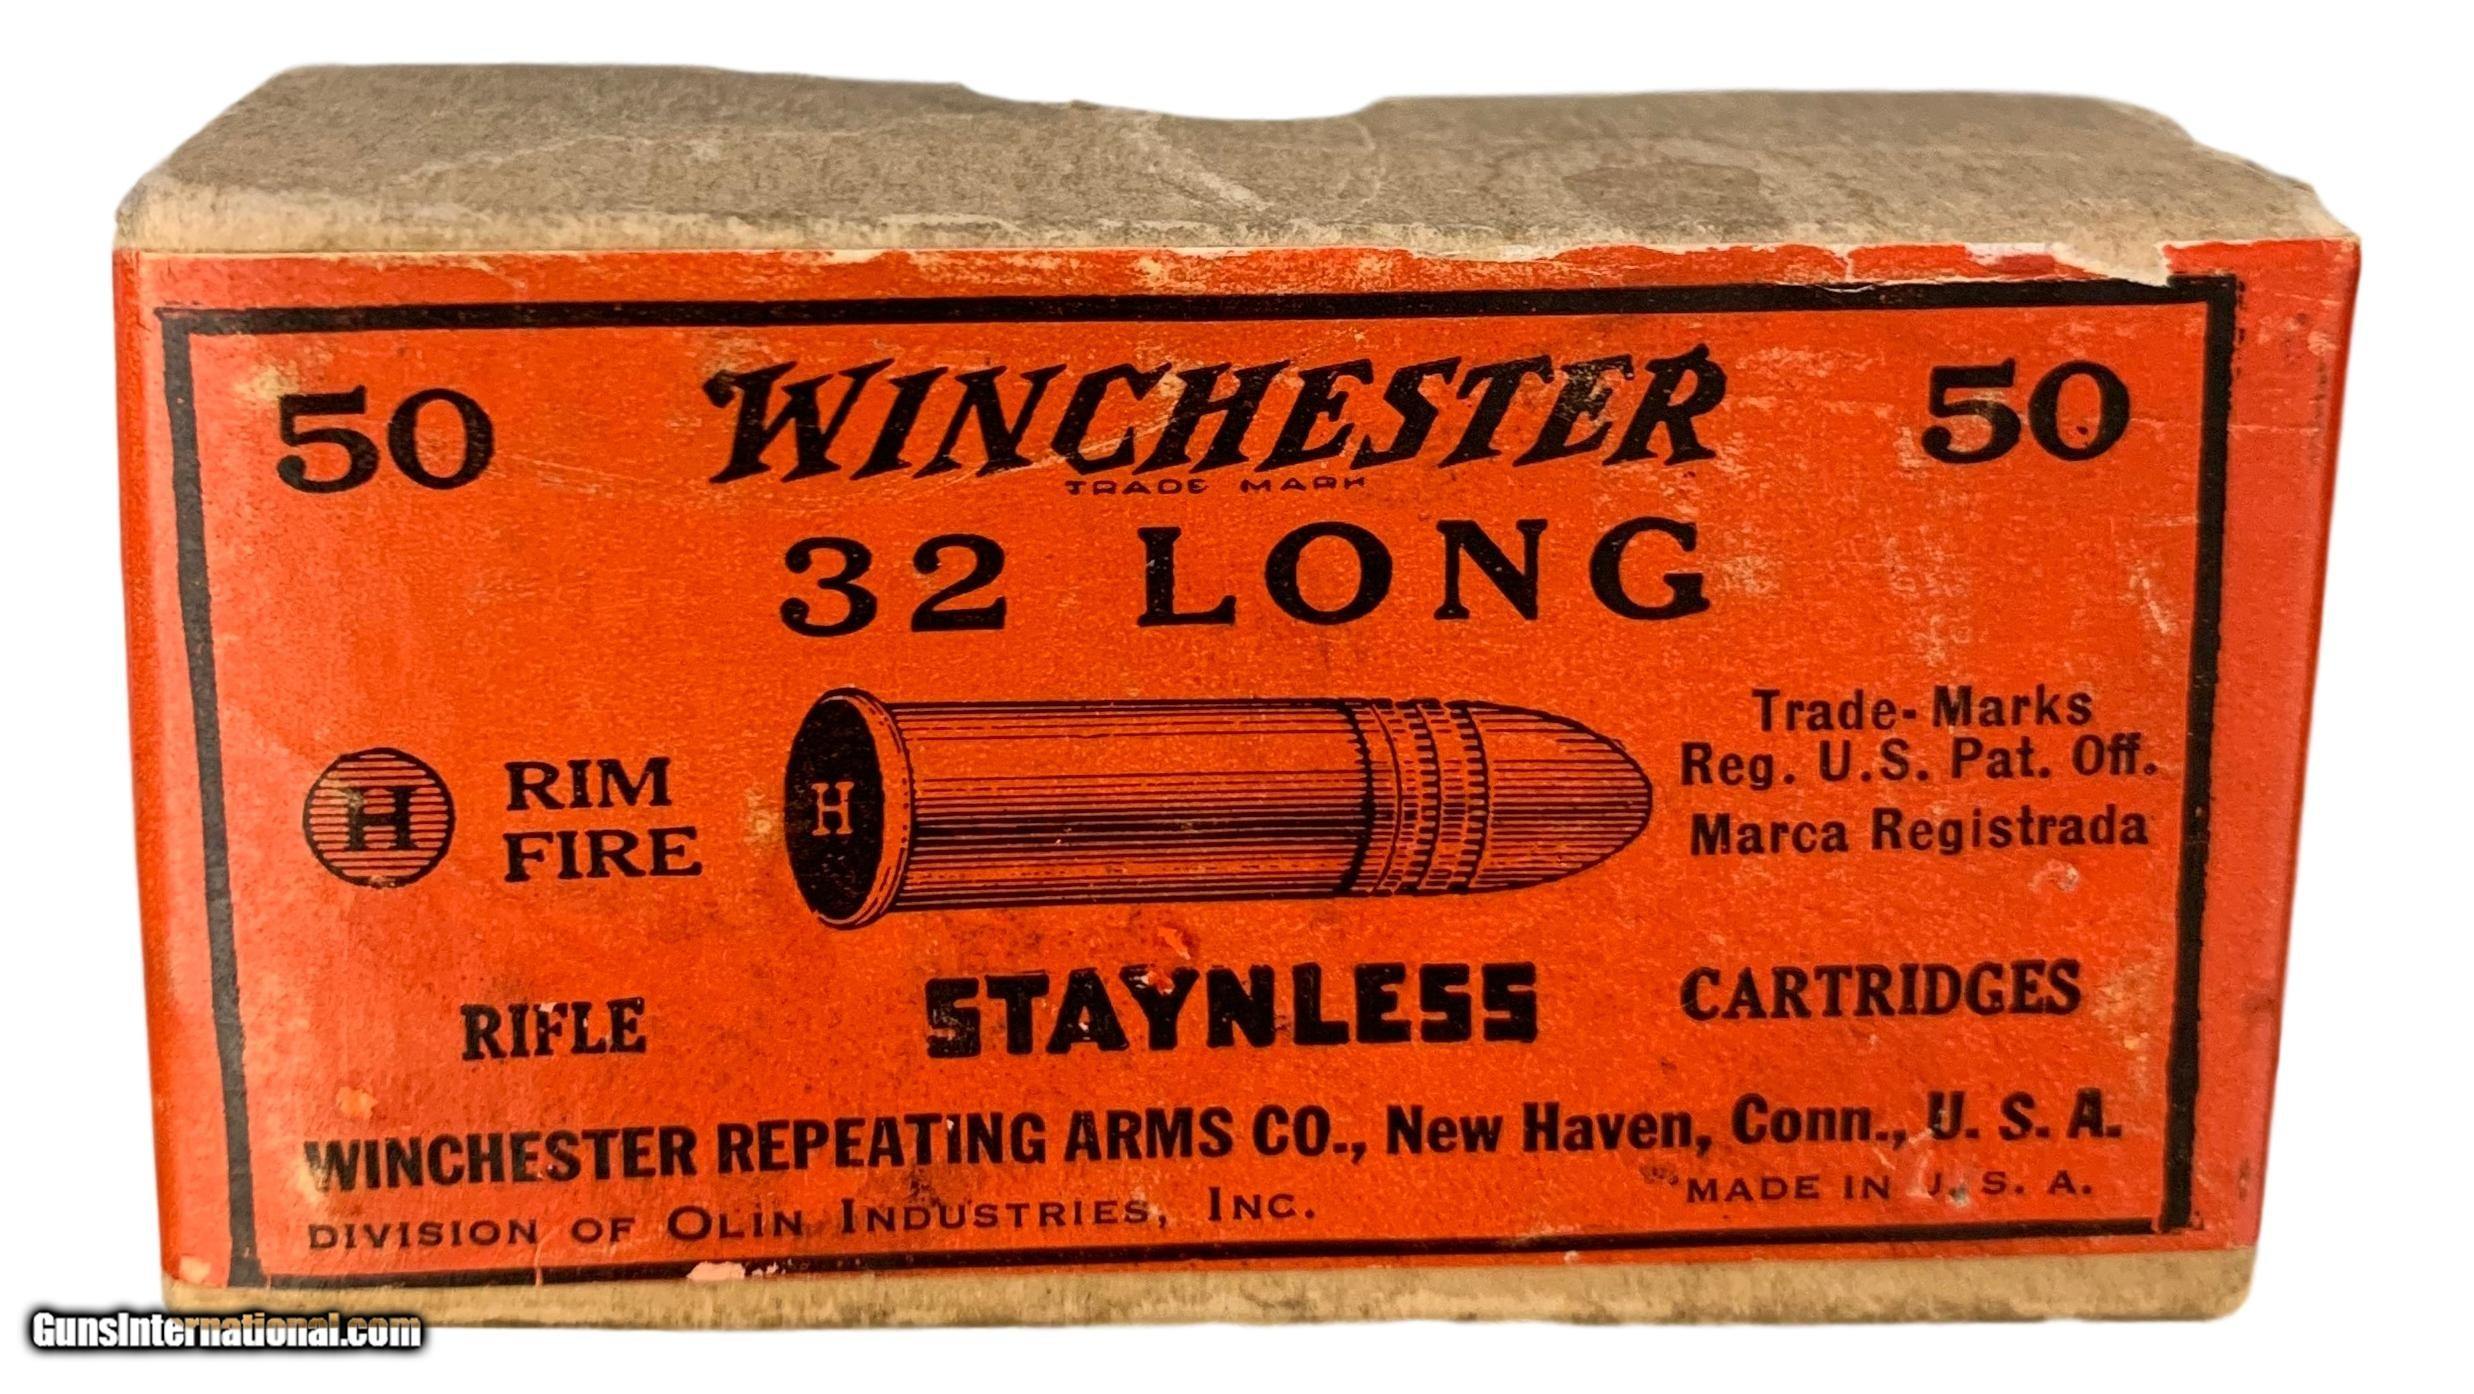 50 WINCHESTER 50
TRADE MARK
32 LONG
Trade-Marks
Reg. U.S. Pat. Off.
Marca Registrada
H RIM
FIRE
H
RIFLE STAYNLESS CARTRIDGES
WINCHESTER REPEATING ARMS CO., New Haven, Conn., U. S. A.
DIVISION OF OLIN INDUSTRIES, INC.
MADE IN U. S. A.
GunsInternational.com